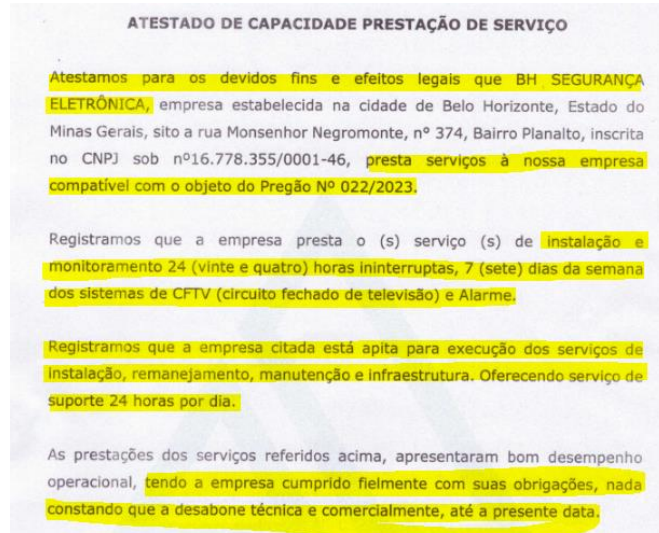 ATESTADO DE CAPACIDADE PRESTAÇÃO DE SERVIÇO
Atestamos para os devidos fins e efeitos legais que BH SEGURANÇA
ELETRÔNICA, empresa estabelecida na cidade de Belo Horizonte, Estado do
Minas Gerais, sito a rua Monsenhor Negromonte, nº 374, Bairro Planalto, inscrita
no CNPJ sob nº16.778.355/0001-46, presta serviços à nossa empresa
compatível com o objeto do Pregão Nº 022/2023.
Registramos que a empresa presta o (s) serviço (s) de instalação e
monitoramento 24 (vinte e quatro) horas ininterruptas, 7 (sete) dias da semana
dos sistemas de CFTV (circuito fechado de televisão) e Alarme.
Registramos que a empresa citada está apita para execução dos serviços de
instalação, remanejamento, manutenção e infraestrutura. Oferecendo serviço de
suporte 24 horas por dia.
As prestações dos serviços referidos acima, apresentaram bom desempenho
operacional, tendo a empresa cumprido fielmente com suas obrigações, nada
constando que a desabone técnica e comercialmente, até a presente data.